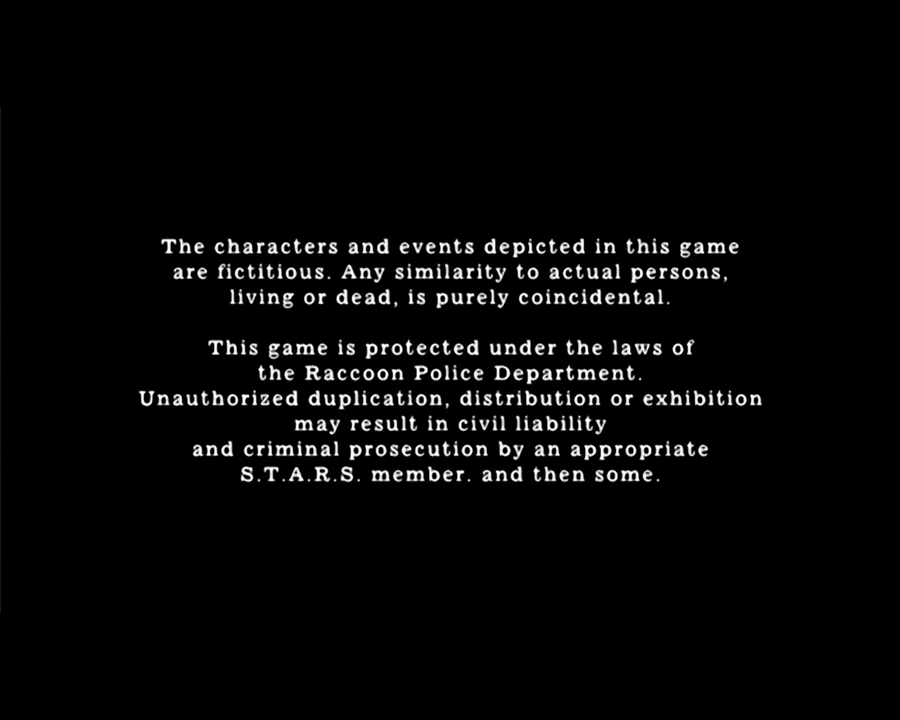 The characters and events depicted in this game
are fictitious. Any similarity to actual persons,
living or dead, is purely coincidental.
This game is protected under the laws of
the Raccoon Police Department.
Unauthorized duplication, distribution or exhibition
may result in civil liability
and criminal prosecution by an appropriate
S.T.A.R.S. member. and then some.